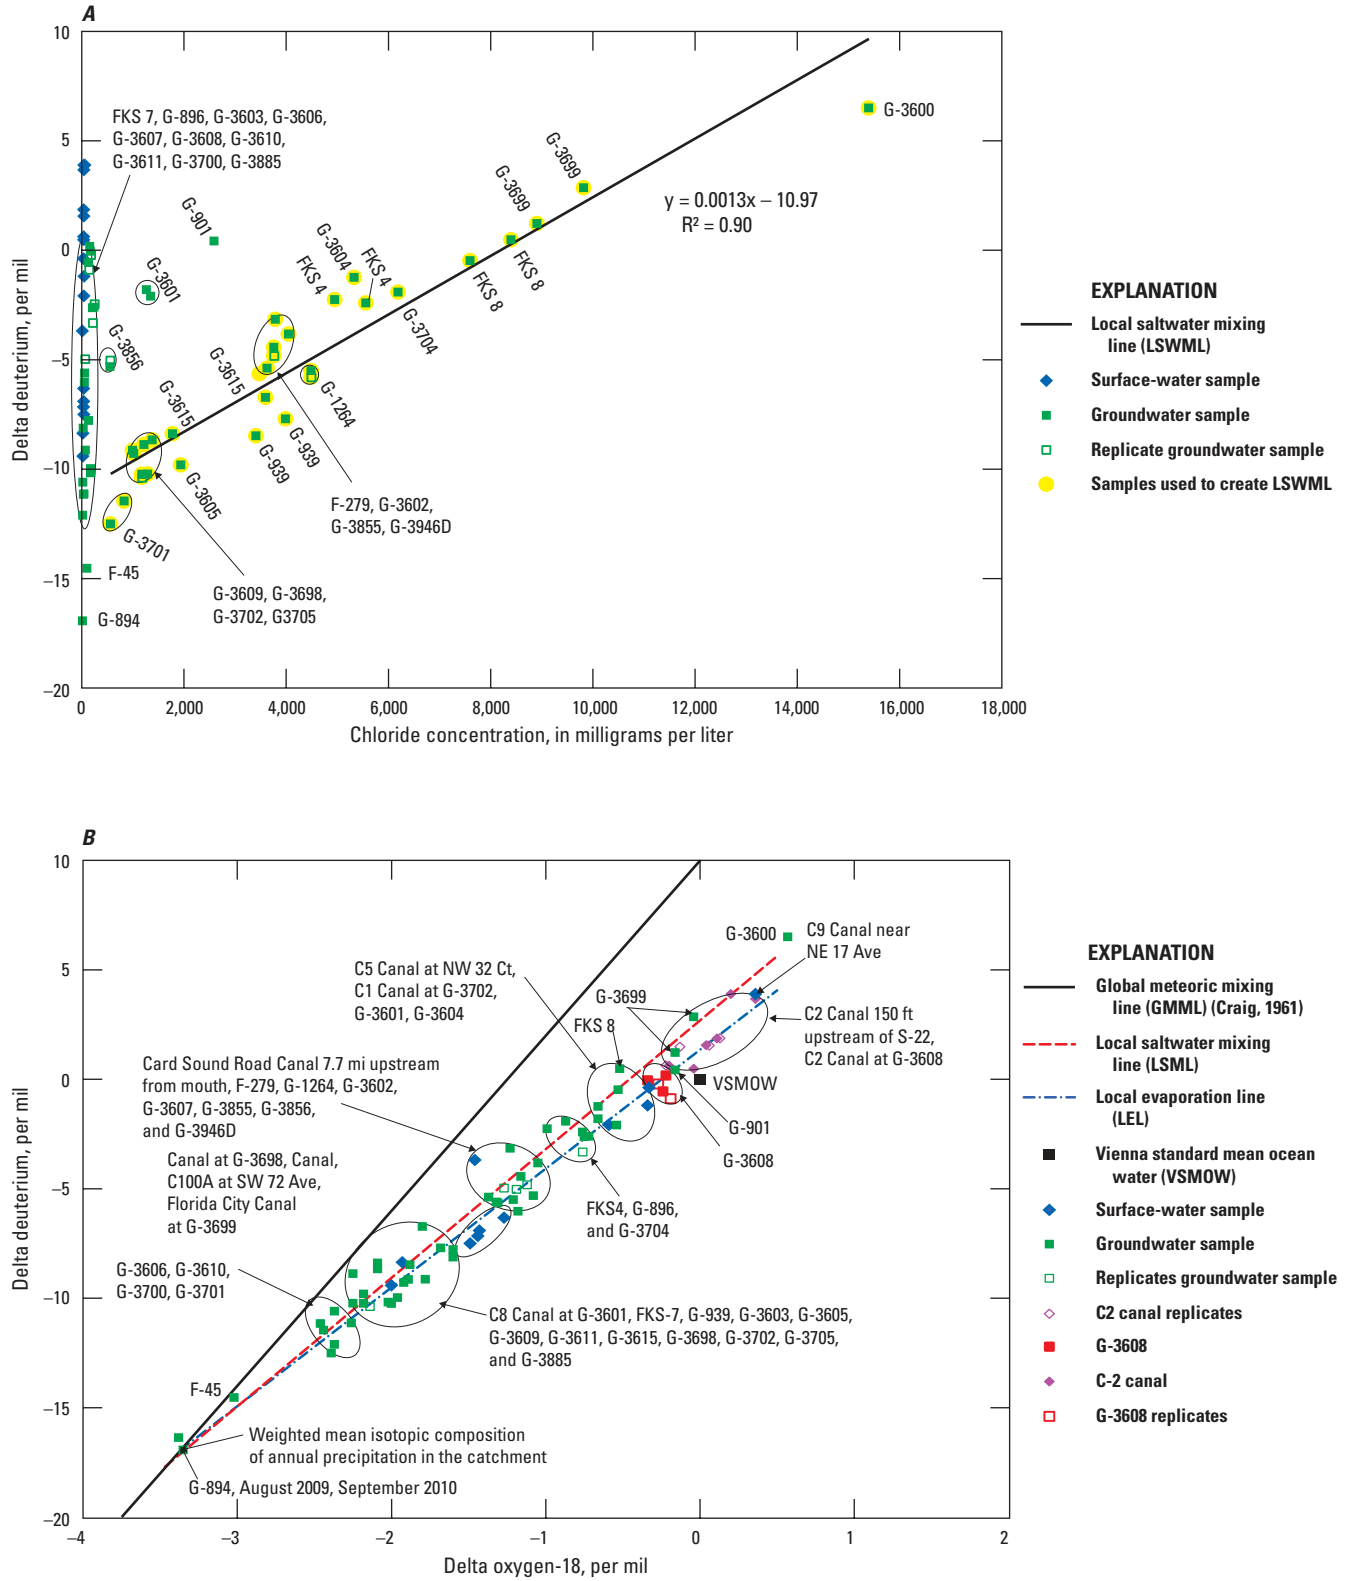 A
10
5
0
–5
–10
–15
–20
Delta deuterium, per mil
0
2,000
4,000
6,000
8,000
10,000
12,000
14,000
16,000
18,000
Chloride concentration, in milligrams per liter
FKS 7, G-896, G-3603, G-3606,
G-3607, G-3608, G-3610,
G-3611, G-3700, G-3885
G-901
G-3601
G-3856
G-3615
G-3615
G-3604
FKS 4
FKS 4
G-3704
G-3699
G-3699
FKS 8
FKS 8
G-3600
y = 0.0013x – 10.97
R² = 0.90
G-1264
G-939
G-939
G-3605
G-3701
F-279, G-3602,
G-3855, G-3946D
G-3609, G-3698,
G-3702, G3705
F-45
G-894
EXPLANATION
Local saltwater mixing
line (LSWML)
Surface-water sample
Groundwater sample
Replicate groundwater sample
Samples used to create LSWML
B
10
5
0
–5
–10
–15
–20
Delta deuterium, per mil
–4
–3
–2
–1
0
1
2
Delta oxygen-18, per mil
G-3600
C9 Canal near
NE 17 Ave
C5 Canal at NW 32 Ct,
C1 Canal at G-3702,
G-3601, G-3604
G-3699
FKS 8
C2 Canal 150 ft
upstream of S-22,
C2 Canal at G-3608
Card Sound Road Canal 7.7 mi upstream
from mouth, F-279, G-1264, G-3602,
G-3607, G-3855, G-3856,
and G-3946D
VSMOW
G-901
G-3608
Canal at G-3698, Canal,
C100A at SW 72 Ave,
Florida City Canal
at G-3699
FKS4, G-896,
and G-3704
G-3606, G-3610,
G-3700, G-3701
C8 Canal at G-3601, FKS-7, G-939, G-3603, G-3605,
G-3609, G-3611, G-3615, G-3698, G-3702, G-3705,
and G-3885
F-45
Weighted mean isotopic composition
of annual precipitation in the catchment
G-894, August 2009, September 2010
EXPLANATION
Global meteoric mixing
line (GMML) (Craig, 1961)
Local saltwater mixing
line (LSML)
Local evaporation line
(LEL)
Vienna standard mean ocean
water (VSMOW)
Surface-water sample
Groundwater sample
Replicates groundwater sample
C2 canal replicates
G-3608
C-2 canal
G-3608 replicates